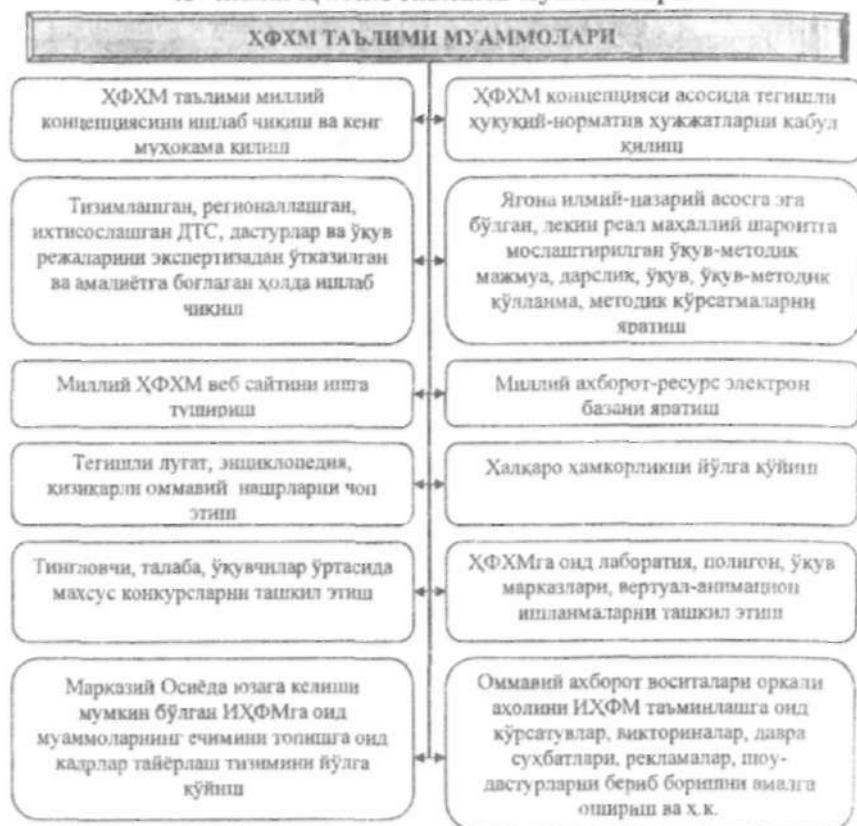 ҲФХМ ТАЪЛИМИ МУАММОЛАРИ
ҲФХМ таълими миллий
концепциясини ишлаб чиқиш ва кенг
муҳокама қилиш
ҲФХМ концепцияси асосида тегишли
ҳуқуқий-норматив ҳужжатларни қабул
қилиш
Тизимлашган, регионаллашган,
ихтисослашган ДТС, дастурлар ва ўқув
режаларини экспертизадан ўтказилган
ва амалиётга боғлаган ҳолда ишлаб
чиқиш
Ягона илмий-назарий асосга эга
бўлган, лекин реал маҳаллий шароитга
мослаштирилган ўқув-методик
мажмуа, дарслик, ўқув, ўқув-методик
қўлланма, методик кўрсатмаларни
яратиш
Миллий ҲФХМ веб сайтини ишга
тушириш
Миллий ахборот-ресурс электрон
базани яратиш
Тегишли луғат, энциклопедия,
қизиқарли оммавий нашрларни чоп
этиш
Халқаро ҳамкорликни йўлга қўйиш
Тингловчи, талаба, ўқувчилар ўртасида
махсус конкурсларни ташкил этиш
ҲФХМга оид лаборатия, полигон, ўқув
марказлари, вертуал-анимацион
ишланмаларни ташкил этиш
Марказий Осиёда юзага келиши
мумкин бўлган ИҲФМга оид
муаммоларнинг ечимини топишга оид
кадрлар тайёрлаш тизимини йўлга
қўйиш
Оммавий ахборот воситалари орқали
аҳолини ИҲФМ таъминлашга оид
кўрсатувлар, викториналар, давра
суҳбатлари, рекламалар, шоу-
дастурларни бериб боришни амалга
ошириш ва ҳ.к.